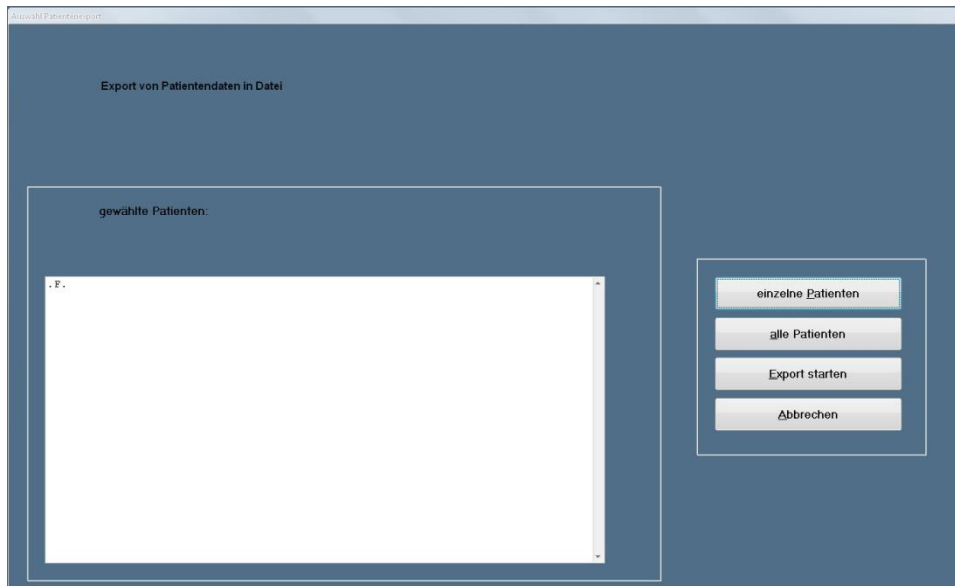 Auswahl Patientenexport
Export von Patientendaten in Datei
gewählte Patienten:
.F.
einzelne Patienten
alle Patienten
Export starten
Abbrechen